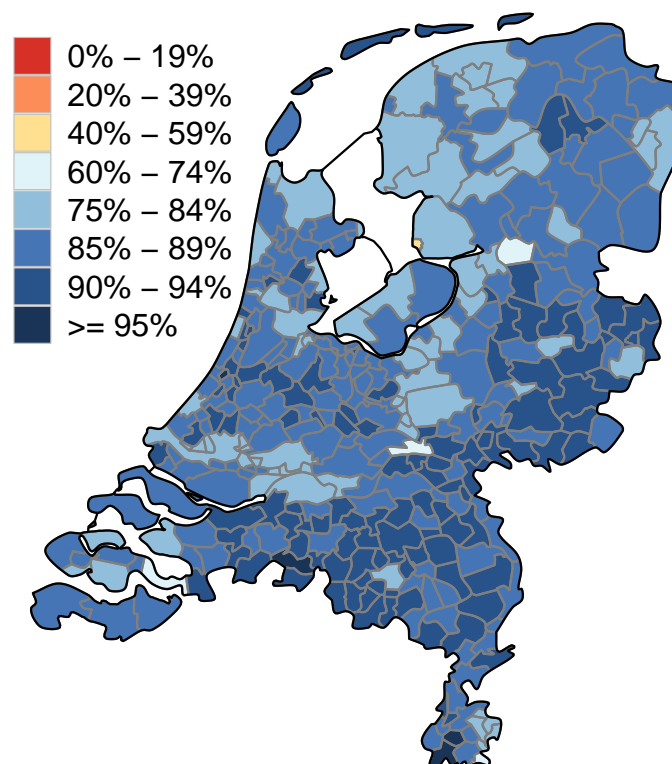 0% – 19%
20% – 39%
40% – 59%
60% – 74%
75% – 84%
85% – 89%
90% – 94%
>= 95%